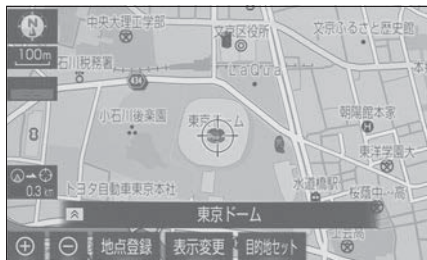 N
中央大理工学部
文京区役所
文京ふるさと歴史館
100m
石川税務署
LaQua
小石川後楽園
東京ドーム
朝陽館本家
東洋学園大
0.3 km
トヨタ自動車東京本社
水道橋駅
桜蔭中高
東京ドーム
工芸高
地点登録
表示変更
目的地セット